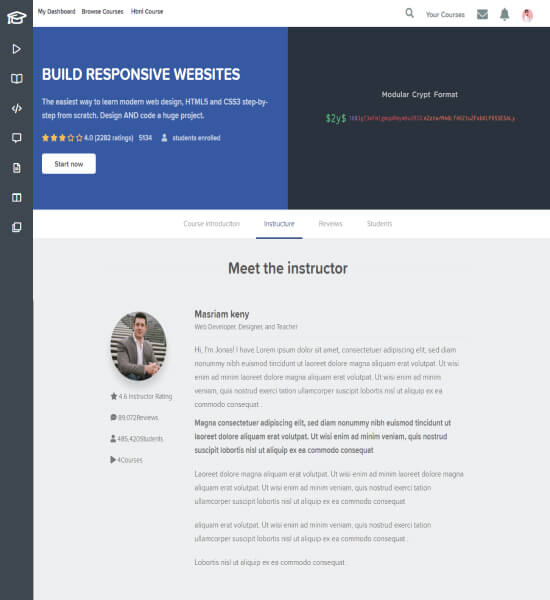 My Dashboard Browse Courses Html Course
Your Courses
BUILD RESPONSIVE WEBSITES
The easiest way to learn modern web design, HTML5 and CSS3 step-by-
step from scratch. Design AND code a huge project.
4.0 (2282 ratings) 5134 students enrolled
Start now
Modular Crypt Format
$2y$
Course Introduciton Instructure Reveiws Students
Meet the instructor
Masriam keny
Web Developer, Designer, and Teacher
Hi, I'm Jonas! I have Lorem ipsum dolor sit amet, consectetuer adipiscing elit, sed diam
nonummy nibh euismod tincidunt ut laoreet dolore magna aliquam erat volutpat. Ut wisi
enim ad minim laoreet dolore magna aliquam erat volutpat. Ut wisi enim ad minim
veniam, quis nostrud exerci tation ullamcorper suscipit lobortis nisl ut aliquip ex ea
commodo consequat .
4.6 Instructor Rating
89,072Reviews
485,420Students
4Courses
Magna consectetuer adipiscing elit, sed diam nonummy nibh euismod tincidunt ut
laoreet dolore aliquam erat volutpat. Ut wisi enim ad minim veniam, quis nostrud
suscipit lobortis nisl ut aliquip ex ea commodo consequat
Laoreet dolore magna aliquam erat volutpat. Ut wisi enim ad minim laoreet dolore magna
aliquam erat volutpat. Ut wisi enim ad minim veniam, quis nostrud exerci tation
ullamcorper suscipit lobortis nisl ut aliquip ex ea commodo consequat
aliquam erat volutpat. Ut wisi enim ad minim veniam, quis nostrud exerci tation
ullamcorper suscipit lobortis nisl ut aliquip ex ea commodo consequat .
Lobortis nisl ut aliquip ex ea commodo consequat .